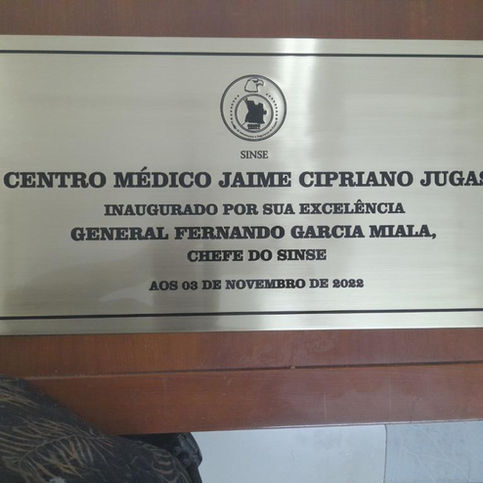 SINSE
CENTRO MÉDICO JAIME CIPRIANO JUGAS
INAUGURADO POR SUA EXCELÊNCIA
GENERAL FERNANDO GARCIA MIALA,
CHEFE DO SINSE
AOS 03 DE NOVEMBRO DE 2022